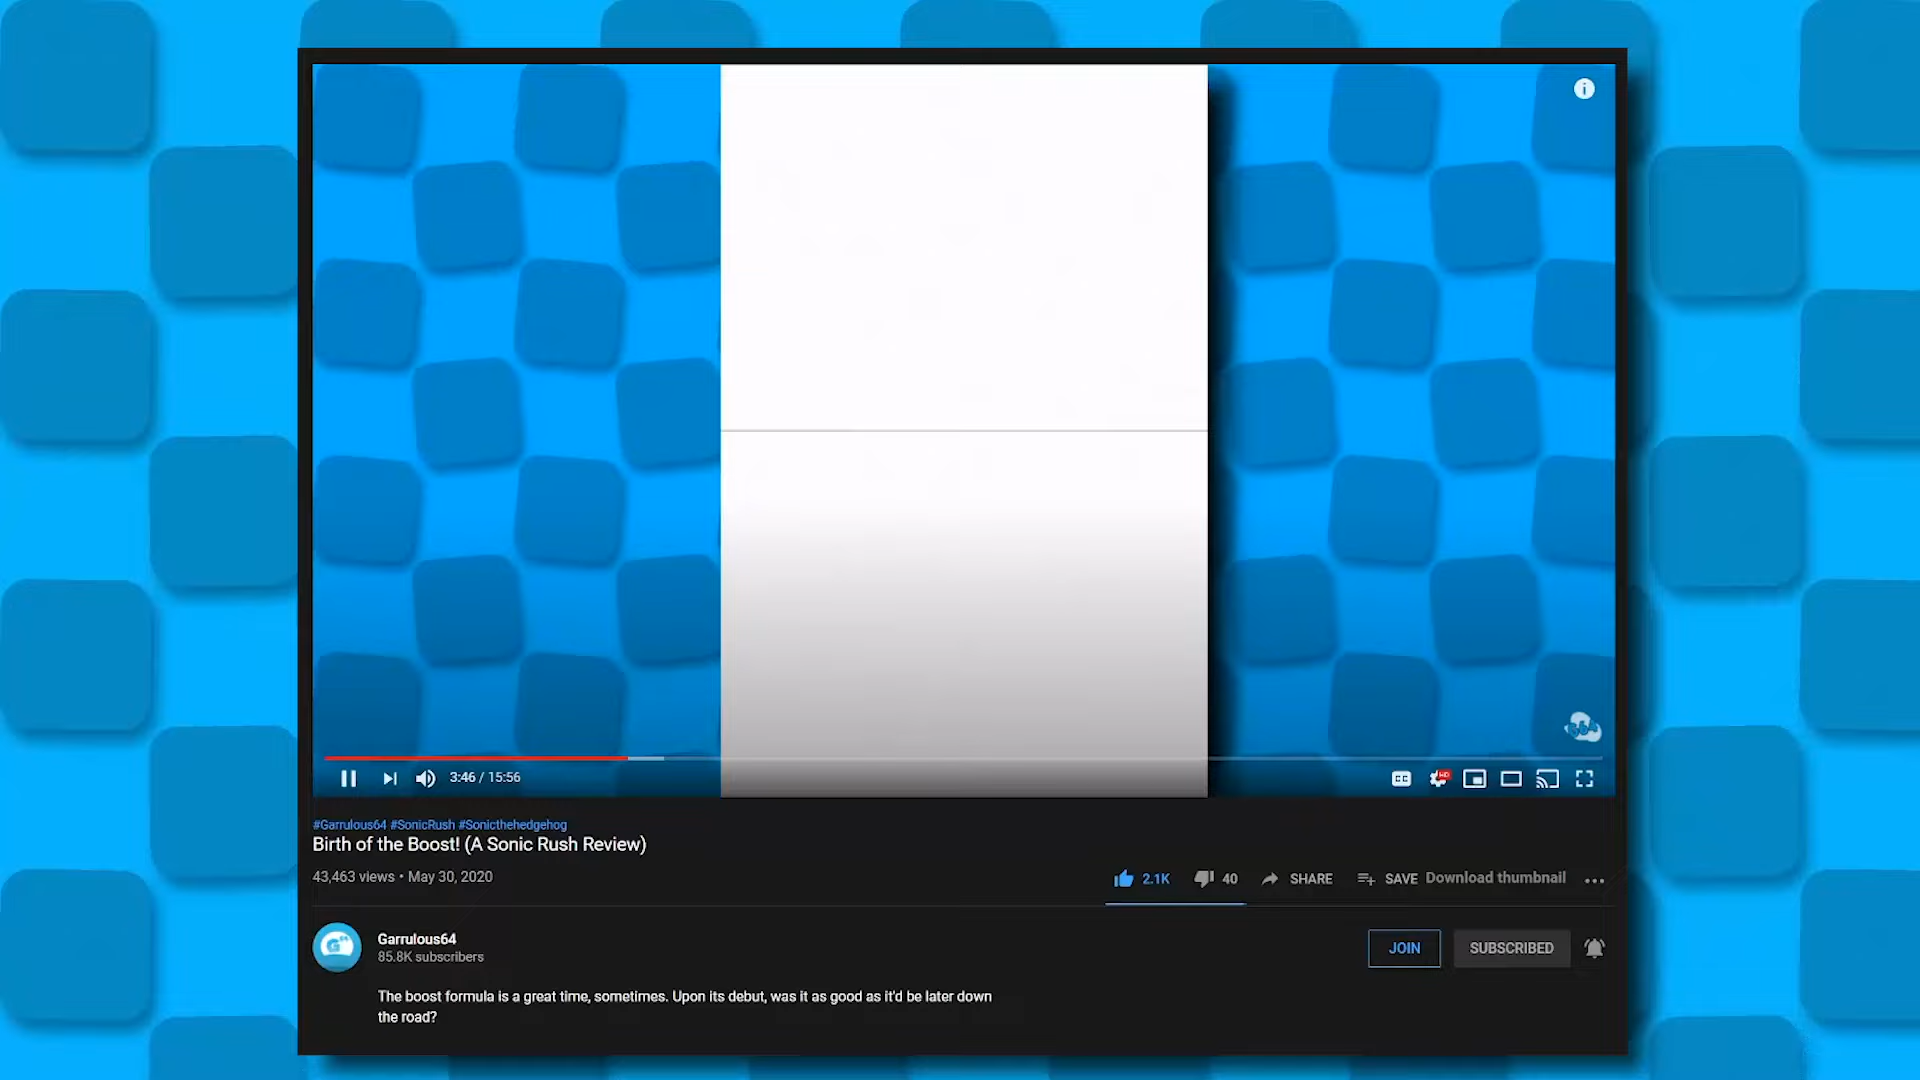 3:46 / 15:56
CC
HD
#Garrulous64 #SonicRush #Sonicthehedgehog
Birth of the Boost! (A Sonic Rush Review)
43,463 views • May 30, 2020
2.1K 40 SHARE SAVE Download thumbnail ...
Garrulous64
85.8K subscribers
JOIN SUBSCRIBED
The boost formula is a great time, sometimes. Upon its debut, was it as good as it'd be later down
the road?